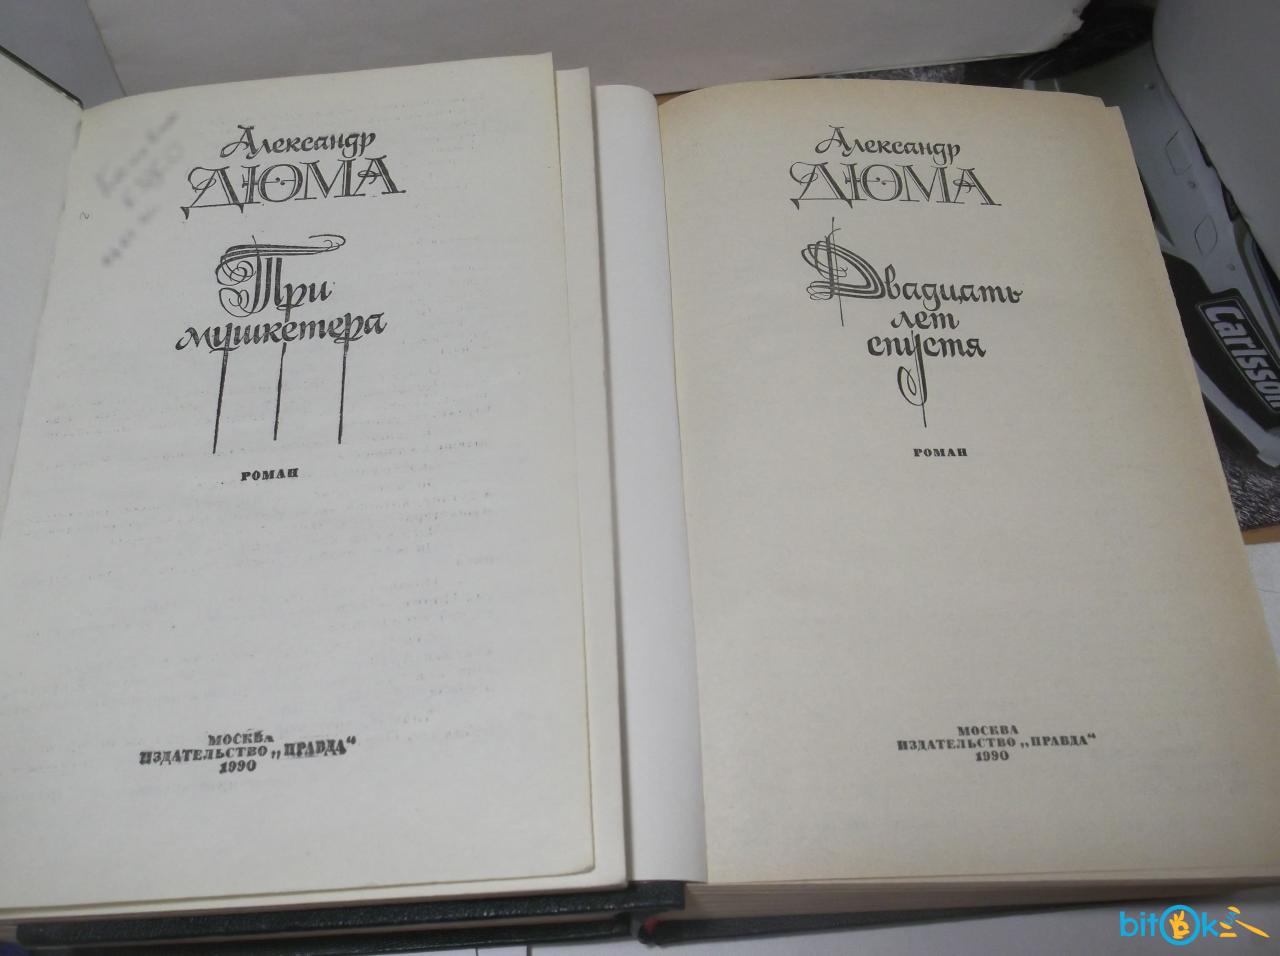 Александр
ДЮМА
Три
мушкетера
РОМАН
МОСКВА
ИЗДАТЕЛЬСТВО „ПРАВДА“
1990
Александр
ДЮМА
Двадцать
лет
спустя
РОМАН
МОСКВА
ИЗДАТЕЛЬСТВО „ПРАВДА“
1990
Carlsson
bitok